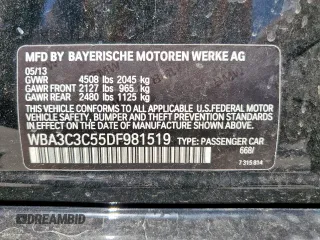 MFD BY BAYERISCHE MOTOREN WERKE AG
05/13
GVWR 4508 lbs 2045 kg
GAWR FRONT 2127 lbs 965 kg
GAWR REAR 2480 lbs 1125 kg
THIS VEHICLE CONFORMS TO ALL APPLICABLE U.S. FEDERAL MOTOR
VEHICLE SAFETY, BUMPER AND THEFT PREVENTION STANDARDS IN
EFFECT ON THE DATE OF MANUFACTURE SHOWN ABOVE.
WBA3C3C55DF981519 TYPE: PASSENGER CAR
668/
7 315 814
DREAMBID